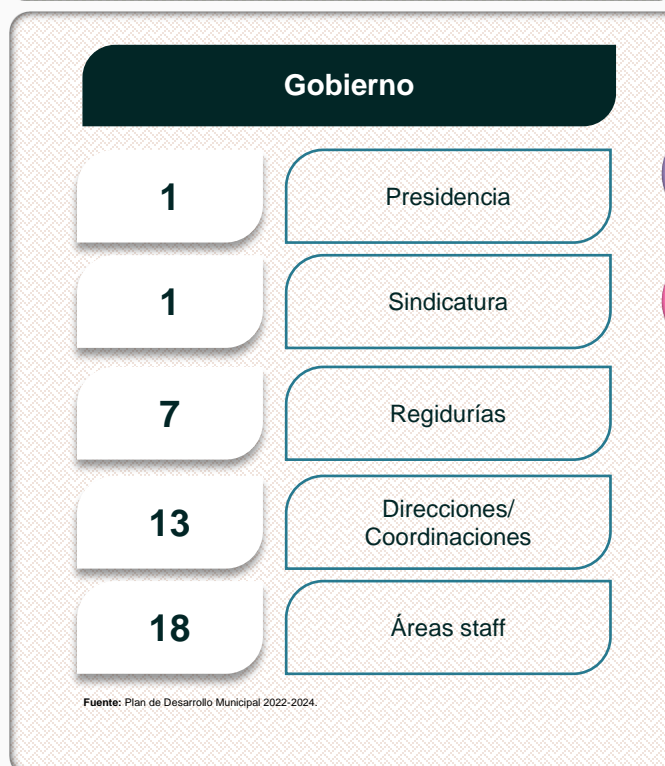 Gobierno
1
Presidencia
1
Sindicatura
7
Regidurías
13
Direcciones/
Coordinaciones
18
Áreas staff
Fuente: Plan de Desarrollo Municipal 2022-2024.